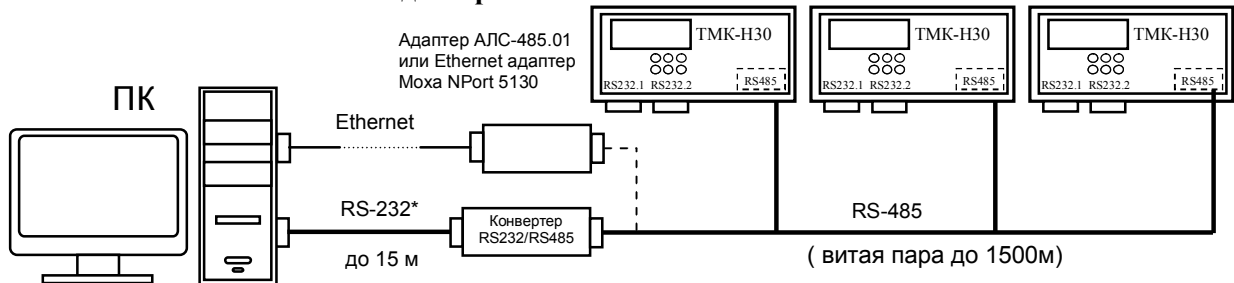 Адаптер АЛС-485.01
или Ethernet адаптер
Moxa NPort 5130
ТМК-Н30
RS232.1 RS232.2
RS485
ТМК-Н30
RS232.1 RS232.2
RS485
ТМК-Н30
RS232.1 RS232.2
RS485
ПК
Ethernet
RS-232*
до 15 м
Конвертер
RS232/RS485
RS-485
( витая пара до 1500м)